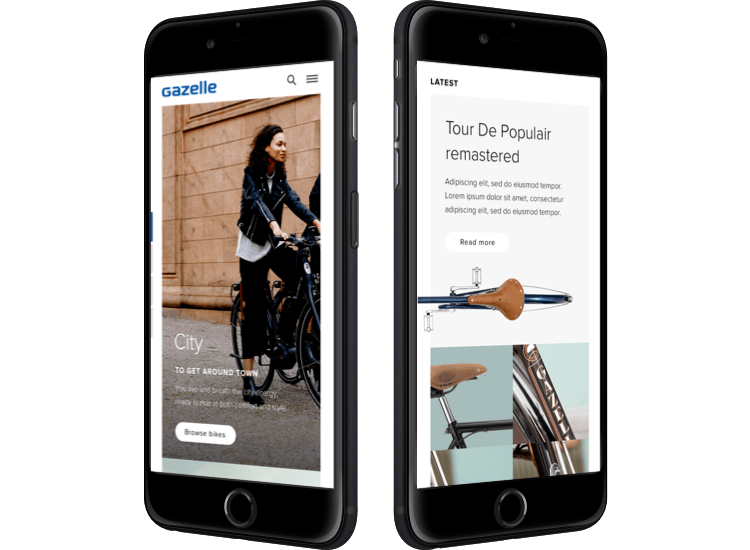 Gazelle
City
TO GET AROUND TOWN
You live and breath the city energy,
ready to ride in both comfort and style.
Browse bikes
LATEST
Tour De Populair
remastered
Adipiscing elit, sed do eiusmod tempor.
Lorem ipsum dolor sit amet, consectetur
adipiscing elit, sed do eiusmod tempor.
Read more
GAZELL